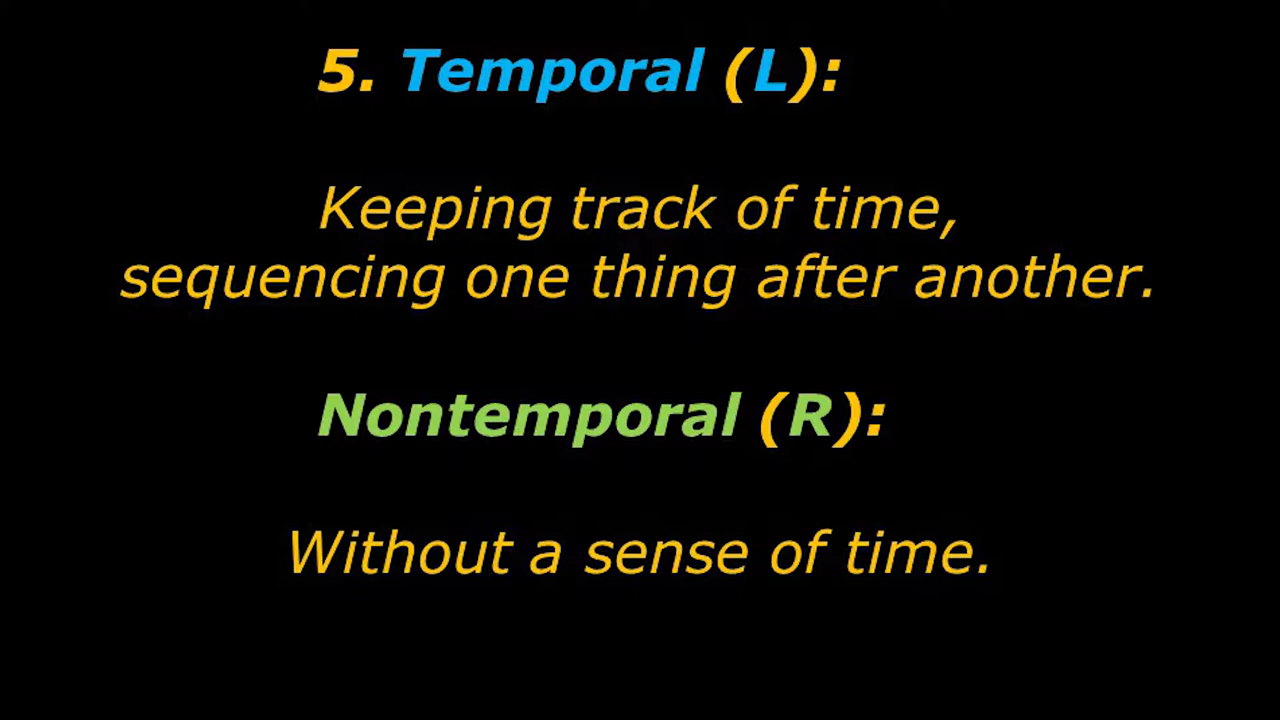 5. Temporal (L):
Keeping track of time,
sequencing one thing after another.
Nontemporal (R):
Without a sense of time.